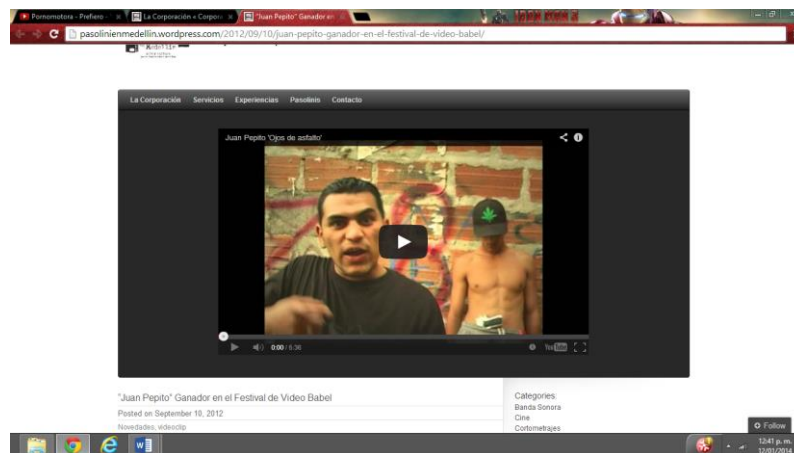 Pornomotora - Prefiero -
La Corporación » Corpora
"Juan Pepito" Ganador en
pasolinienmedellin.wordpress.com/2012/09/10/juan-pepito-ganador-en-el-festival-de-video-babel/
Medellín
La Corporación Servicios Experiencias Pasolinis Contacto
Juan Pepito 'Ojos de asfalto'
0:00 / 5:36
YouTube
"Juan Pepito" Ganador en el Festival de Video Babel
Posted on September 10, 2012
Novedades, videoclip
Categories:
Banda Sonora
Cine
Cortometrajes
Follow
12:41 p. m.
12/01/2014